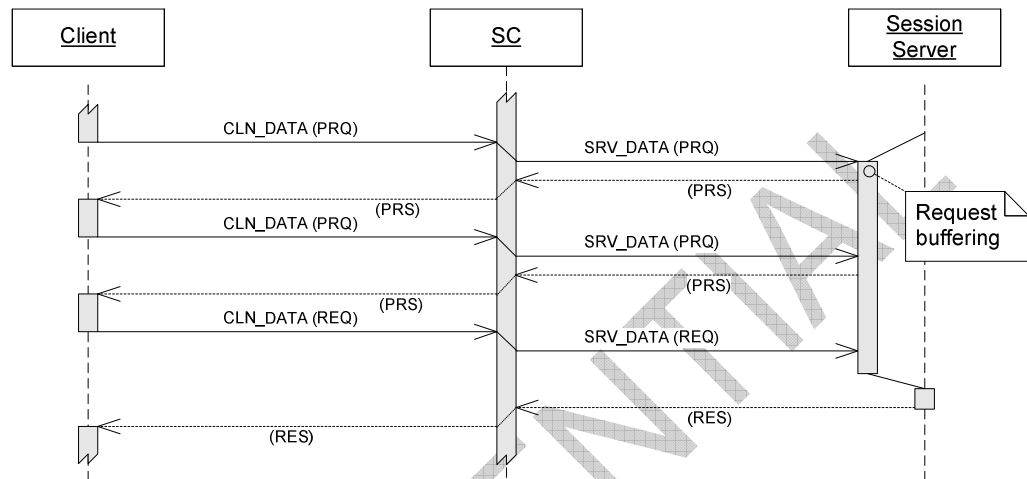 Client
SC
Session
Server
CLN_DATA (PRQ)
SRV_DATA (PRQ)
(PRS)
(PRS)
Request
buffering
CLN_DATA (PRQ)
SRV_DATA (PRQ)
(PRS)
(PRS)
CLN_DATA (REQ)
SRV_DATA (REQ)
(RES)
(RES)
NTIAL